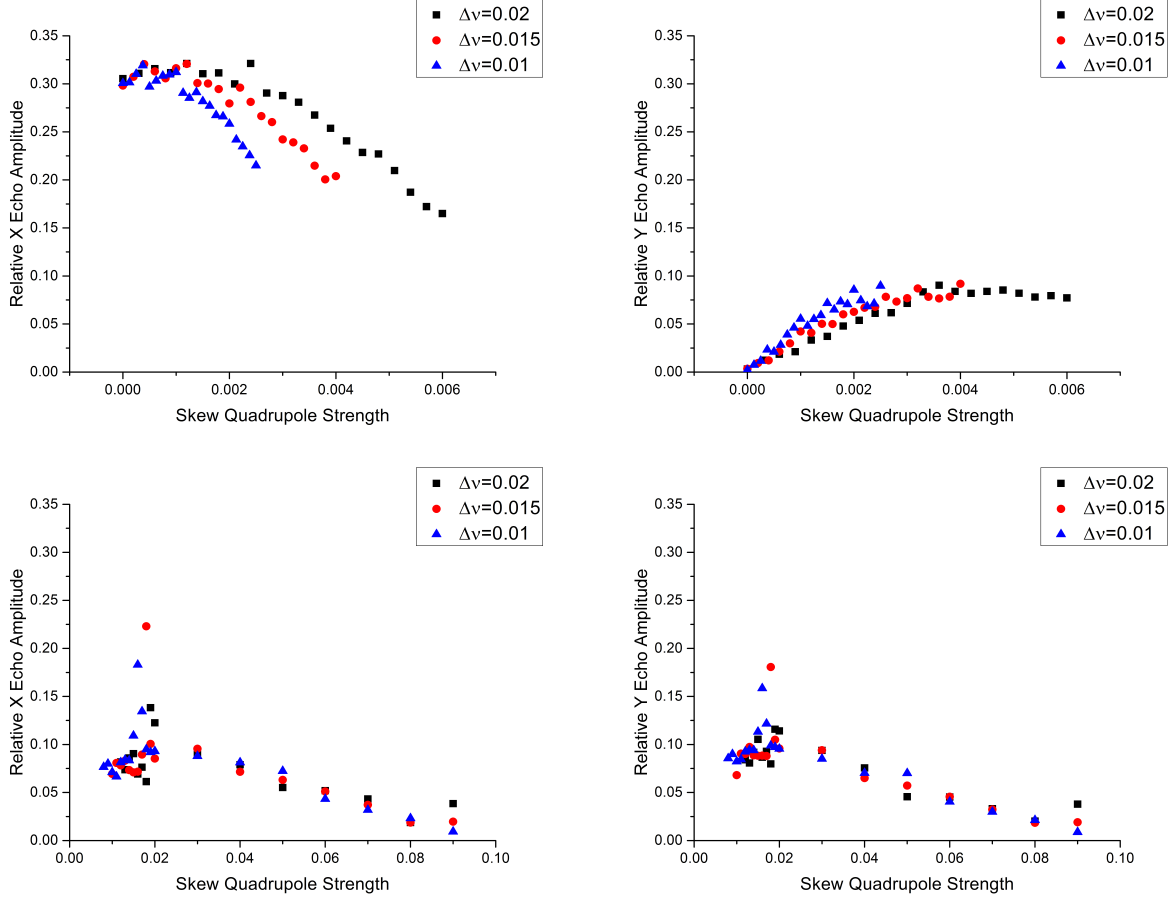 Δν=0.02
Δν=0.015
Δν=0.01
0.35
0.30
0.25
0.20
0.15
0.10
0.05
0.00
0.000 0.002 0.004 0.006
Relative X Echo Amplitude
Skew Quadrupole Strength
Δν=0.02
Δν=0.015
Δν=0.01
0.35
0.30
0.25
0.20
0.15
0.10
0.05
0.00
0.000 0.002 0.004 0.006
Relative Y Echo Amplitude
Skew Quadrupole Strength
Δν=0.02
Δν=0.015
Δν=0.01
0.35
0.30
0.25
0.20
0.15
0.10
0.05
0.00
0.00 0.02 0.04 0.06 0.08 0.10
Relative X Echo Amplitude
Skew Quadrupole Strength
Δν=0.02
Δν=0.015
Δν=0.01
0.35
0.30
0.25
0.20
0.15
0.10
0.05
0.00
0.00 0.02 0.04 0.06 0.08 0.10
Relative Y Echo Amplitude
Skew Quadrupole Strength